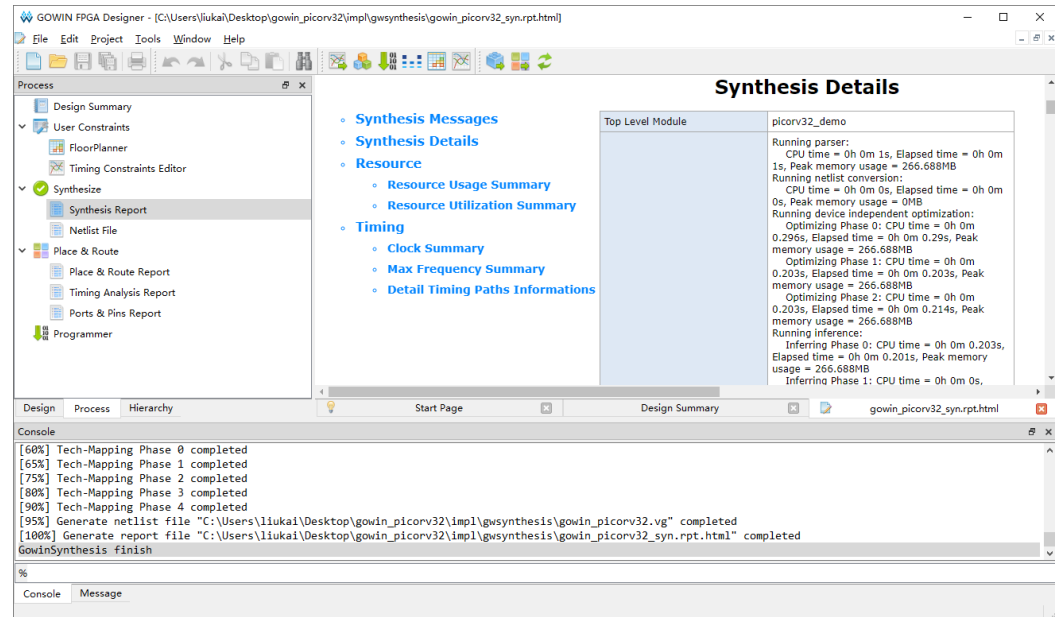 GOWIN FPGA Designer - [C:\Users\liukai\Desktop\gowin_picorv32\impl\gwsynthesis\gowin_picorv32_syn.rpt.html]
File Edit Project Tools Window Help
Process
Design Summary
User Constraints
FloorPlanner
Timing Constraints Editor
Synthesize
Synthesis Report
Netlist File
Place & Route
Place & Route Report
Timing Analysis Report
Ports & Pins Report
Programmer
Design Process Hierarchy
Synthesis Messages
Synthesis Details
Resource
Resource Usage Summary
Resource Utilization Summary
Timing
Clock Summary
Max Frequency Summary
Detail Timing Paths Informations
Synthesis Details
Top Level Module picorv32_demo
Running parser:
CPU time = 0h 0m 1s, Elapsed time = 0h 0m
1s, Peak memory usage = 266.688MB
Running netlist conversion:
CPU time = 0h 0m 0s, Elapsed time = 0h 0m
0s, Peak memory usage = 0MB
Running device independent optimization:
Optimizing Phase 0: CPU time = 0h 0m
0.296s, Elapsed time = 0h 0m 0.29s, Peak
memory usage = 266.688MB
Optimizing Phase 1: CPU time = 0h 0m
0.203s, Elapsed time = 0h 0m 0.203s, Peak
memory usage = 266.688MB
Optimizing Phase 2: CPU time = 0h 0m
0.203s, Elapsed time = 0h 0m 0.214s, Peak
memory usage = 266.688MB
Running inference:
Inferring Phase 0: CPU time = 0h 0m 0.203s,
Elapsed time = 0h 0m 0.201s, Peak memory
usage = 266.688MB
Inferring Phase 1: CPU time = 0h 0m 0s,
Start Page Design Summary gowin_picorv32_syn.rpt.html
Console
[60%] Tech-Mapping Phase 0 completed
[65%] Tech-Mapping Phase 1 completed
[75%] Tech-Mapping Phase 2 completed
[80%] Tech-Mapping Phase 3 completed
[90%] Tech-Mapping Phase 4 completed
[95%] Generate netlist file "C:\Users\liukai\Desktop\gowin_picorv32\impl\gwsynthesis\gowin_picorv32.vg" completed
[100%] Generate report file "C:\Users\liukai\Desktop\gowin_picorv32\impl\gwsynthesis\gowin_picorv32_syn.rpt.html" completed
GowinSynthesis finish
%
Console Message